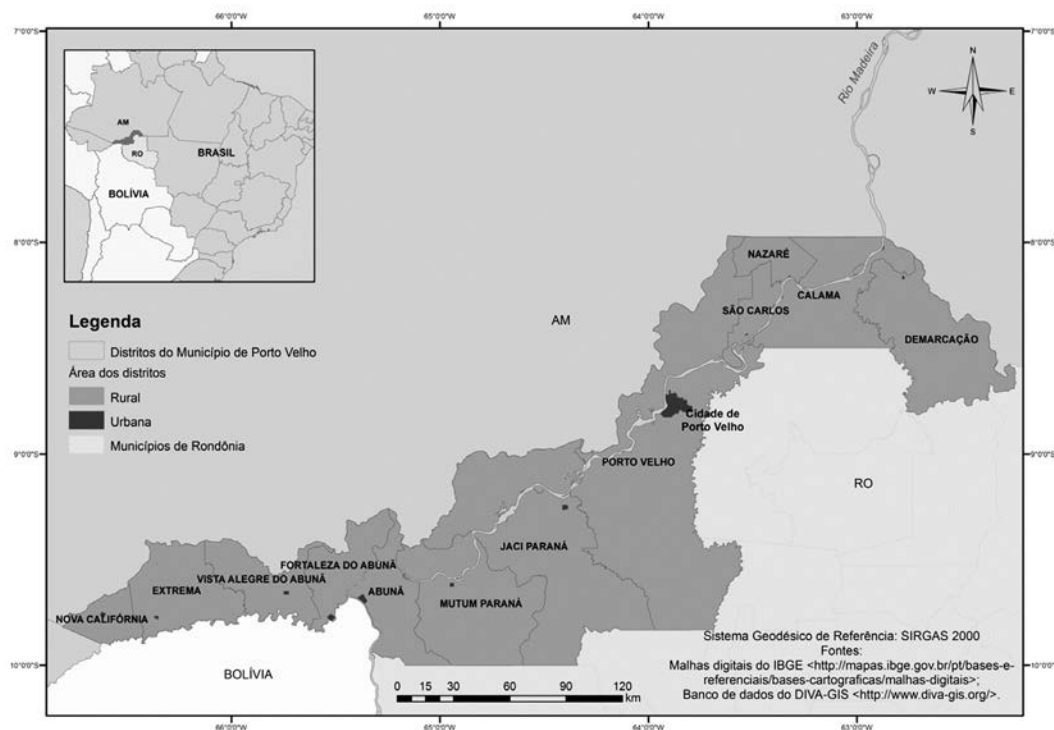 66°0'0"W 65°0'0"W 64°0'0"W 63°0'0"W
7°0'0"S 7°0'0"S
Rio Madeira
N
W E
S
AM
RO
BRASIL
BOLÍVIA
8°0'0"S 8°0'0"S
NAZARÉ
CALAMA
SÃO CARLOS
AM
DEMARCAÇÃO
Legenda
Distritos do Município de Porto Velho
Área dos distritos
Rural
Urbana
Municípios de Rondônia
Cidade de
Porto Velho
9°0'0"S 9°0'0"S
PORTO VELHO
RO
JACI PARANÁ
FORTALEZA DO ABUNÃ
VISTA ALEGRE DO ABUNÃ
EXTREMA
ABUNÃ
MUTUM PARANÁ
NOVA CALIFÓRNIA
BOLÍVIA
10°0'0"S 10°0'0"S
Sistema Geodésico de Referência: SIRGAS 2000
Fontes:
Malhas digitais do IBGE <http://mapas.ibge.gov.br/pt/bases-e-
referenciais/bases-cartograficas/malhas-digitais>;
Banco de dados do DIVA-GIS <http://www.diva-gis.org/>.
0 15 30 60 90 120
km
66°0'0"W 65°0'0"W 64°0'0"W 63°0'0"W